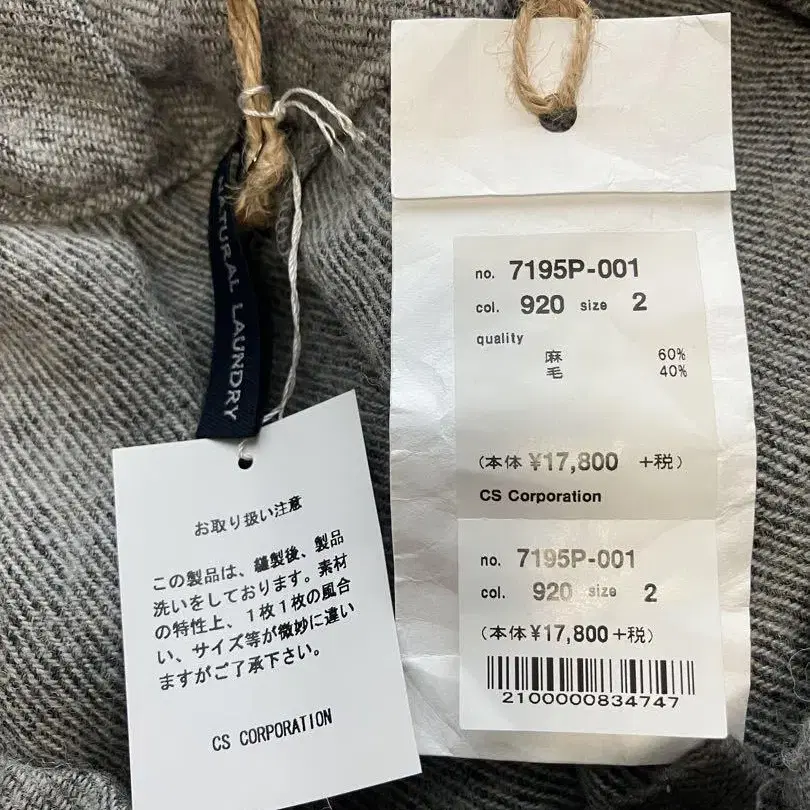 NATURAL LAUNDRY
お取り扱い注意
この製品は、縫製後、製品
洗いをしております。素材
の特性上、1枚1枚の風合
い、サイズ等が微妙に違い
ますがご了承下さい。
CS CORPORATION
no. 7195P-001
col. 920 size 2
quality
麻 60%
毛 40%
(本体 ¥17,800 +税)
CS Corporation
no. 7195P-001
col. 920 size 2
(本体 ¥17,800+税)
2100000834747